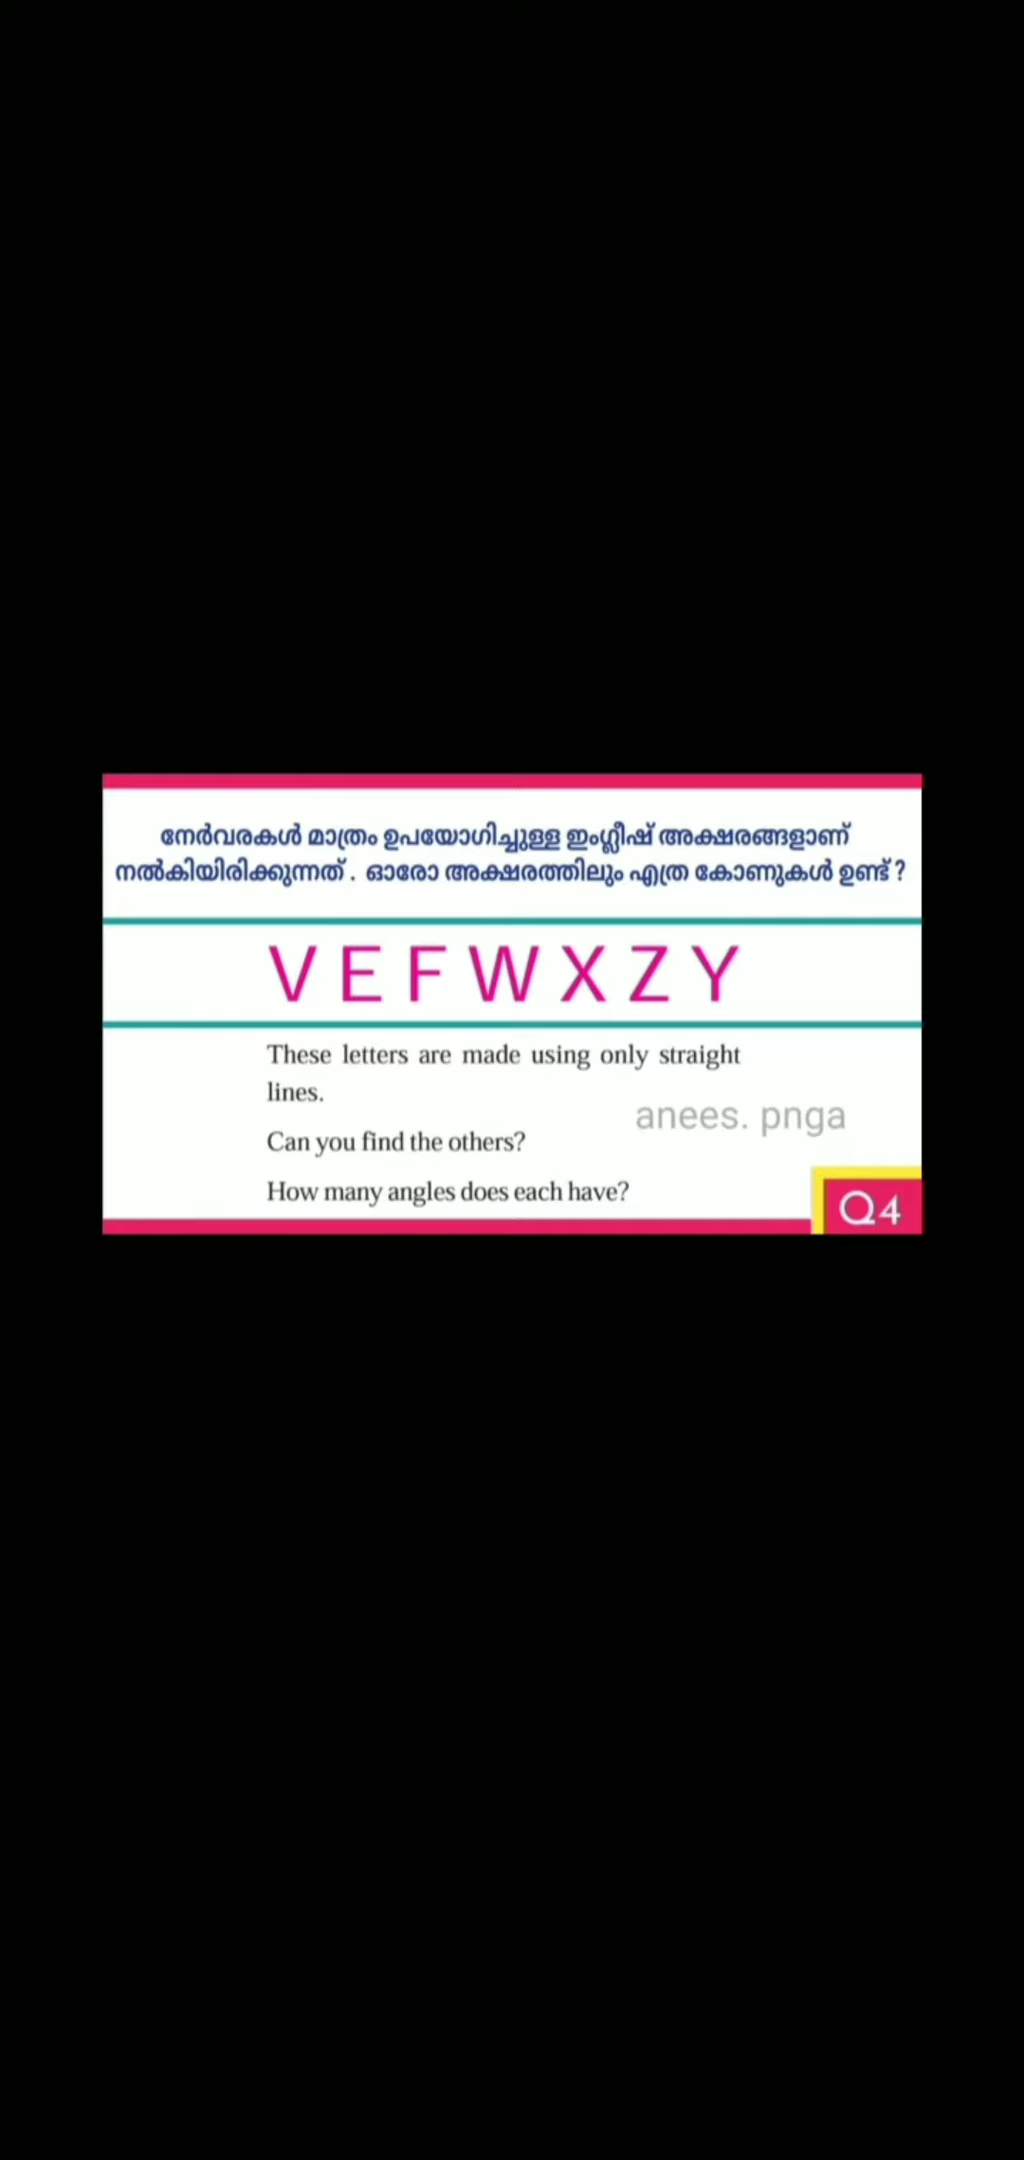 നേർവരകൾ മാത്രം ഉപയോഗിച്ചുള്ള ഇംഗ്ലീഷ് അക്ഷരങ്ങളാണ്
നൽകിയിരിക്കുന്നത് . ഓരോ അക്ഷരത്തിലും എത്ര കോണുകൾ ഉണ്ട് ?
V E F W X Z Y
These letters are made using only straight
lines.
anees. pnga
Can you find the others?
How many angles does each have?
Q4